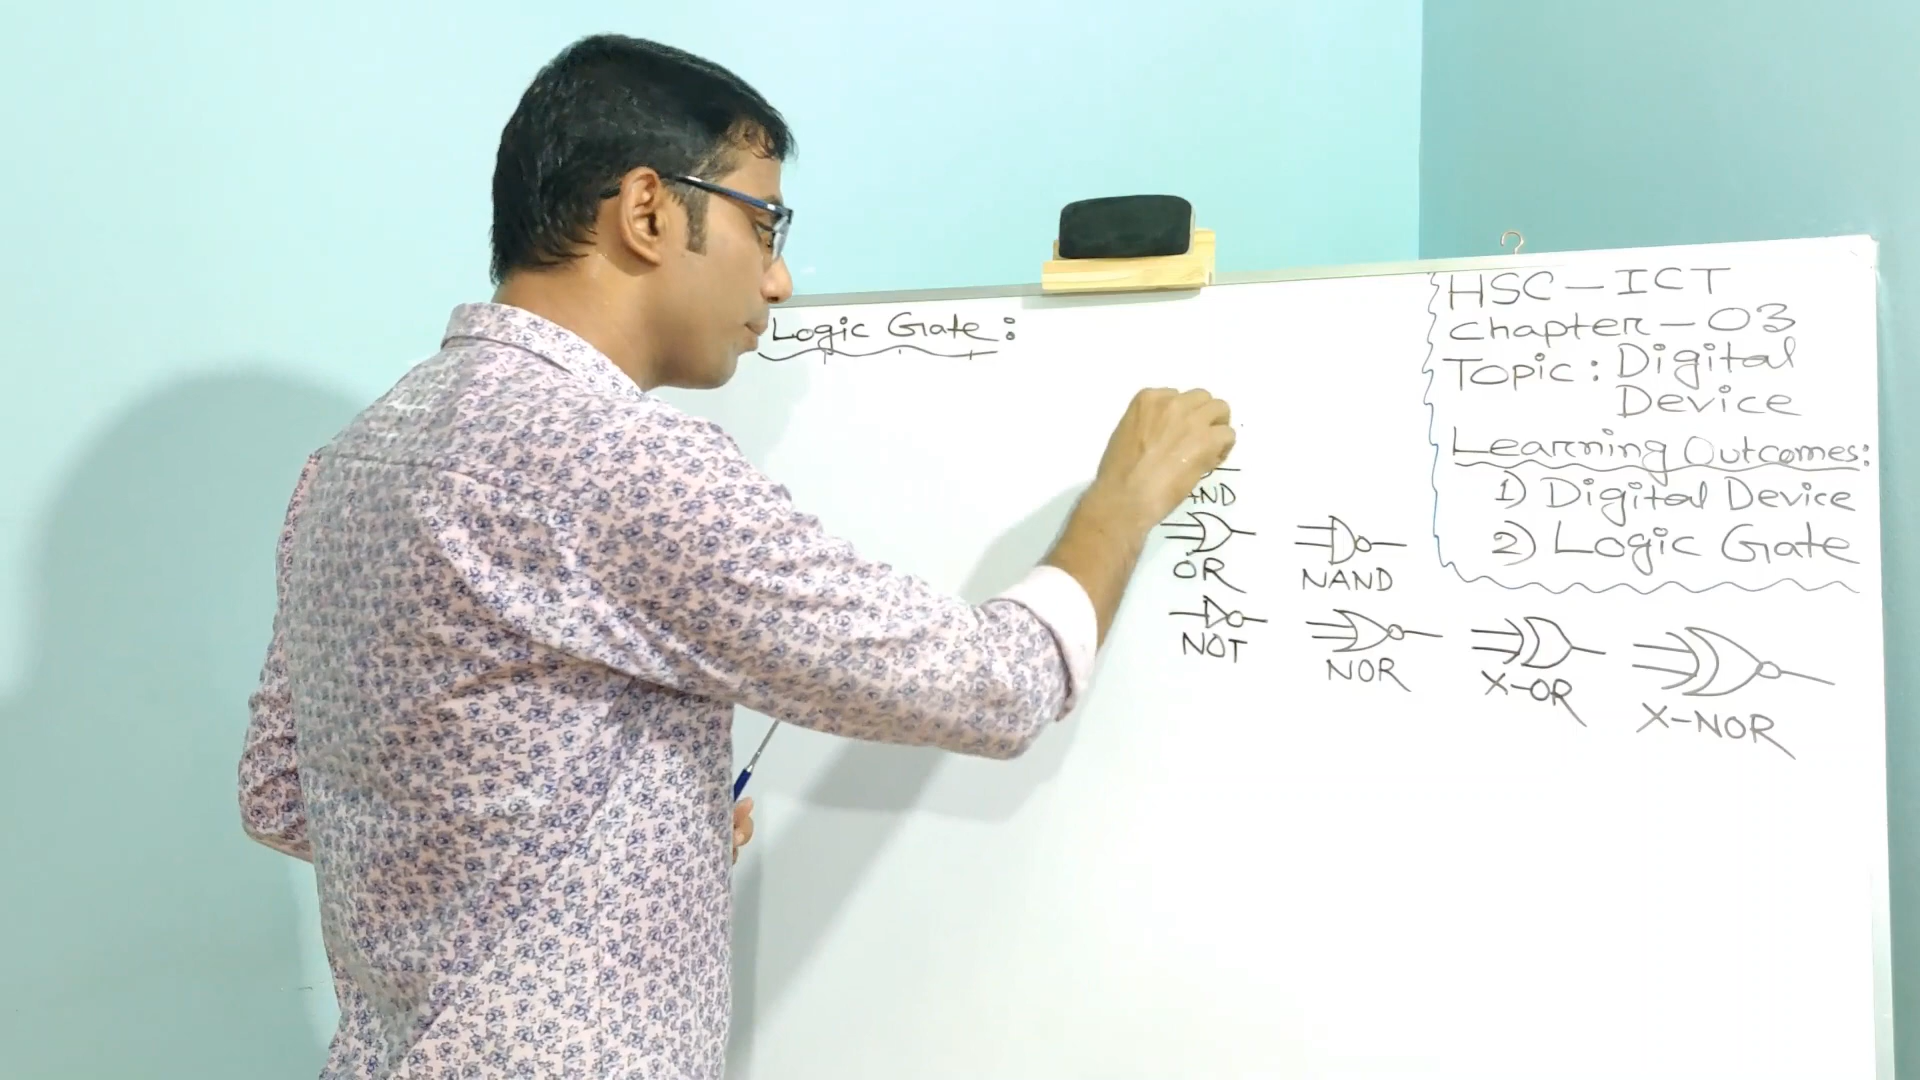 Logic Gate:
HSC-ICT
Chapter-03
Topic: Digital
Device
Learning Outcomes:
1) Digital Device
2) Logic Gate
AND
OR
NAND
NOT
NOR
X-OR
X-NOR